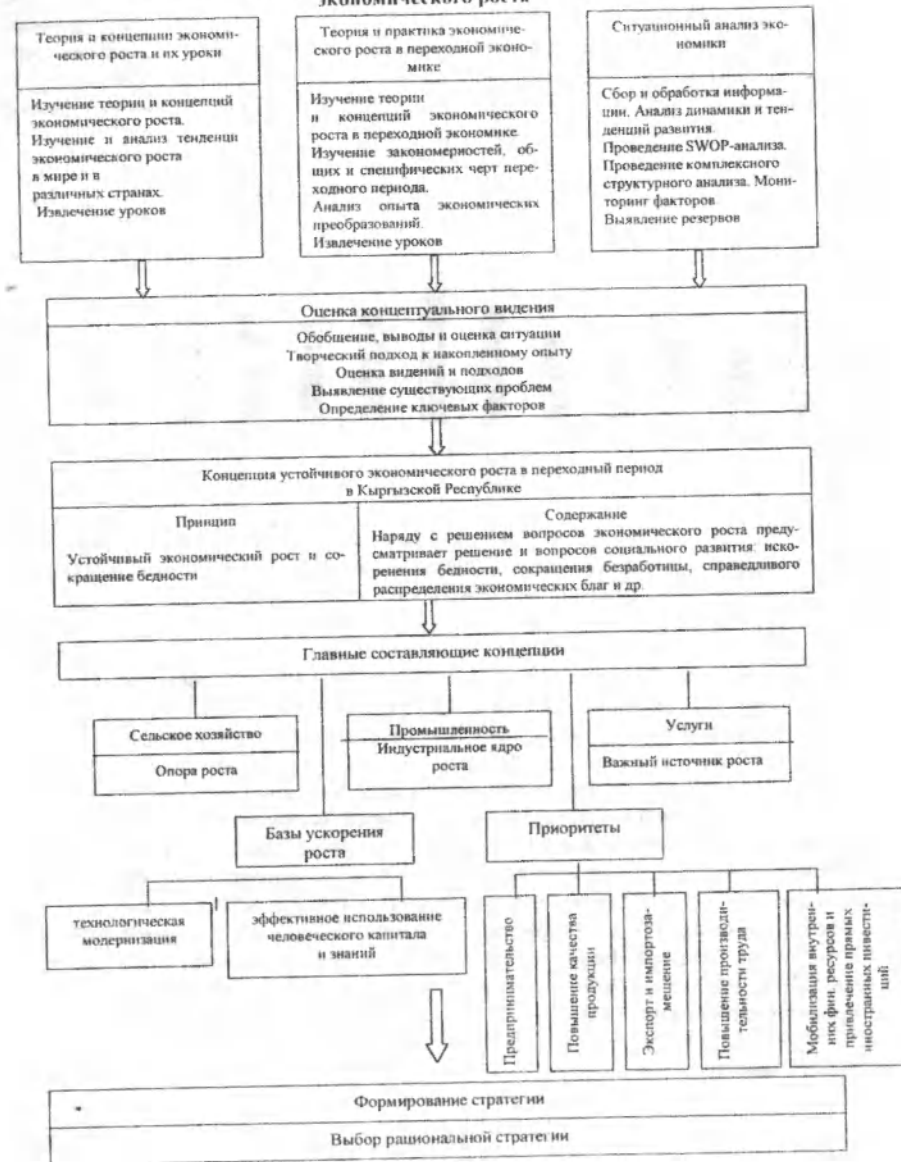 экономического роста
Теория и концепции экономи-
ческого роста и их уроки
Изучение теорий и концепций
экономического роста.
Изучение и анализ тенденци
экономического роста
в мире и в
различных странах.
Извлечение уроков
Теория и практика экономиче-
ского роста в переходной эконо-
мике
Изучение теории
и концепций экономического
роста в переходной экономике.
Изучение закономерностей, об-
щих и специфических черт пере-
ходного периода.
Анализ опыта экономических
преобразований.
Извлечение уроков
Ситуационный анализ эко-
номики
Сбор и обработка информа-
ции. Анализ динамики и тен-
денций развития.
Проведение SWOP-анализа.
Проведение комплексного
структурного анализа. Мони-
торинг факторов
Выявление резервов
Оценка концептуального видения
Обобщение, выводы и оценка ситуации
Творческий подход к накопленному опыту
Оценка видений и подходов
Выявление существующих проблем
Определение ключевых факторов
Концепция устойчивого экономического роста в переходный период
в Кыргызской Республике
Принцип
Устойчивый экономический рост и со-
кращение бедности
Содержание
Наряду с решением вопросов экономического роста преду-
сматривает решение и вопросов социального развития: иско-
ренения бедности, сокращения безработицы, справедливого
распределения экономических благ и др.
Главные составляющие концепции
Сельское хозяйство
Опора роста
Промышленность
Индустриальное ядро
роста
Услуги
Важный источник роста
Базы ускорения
роста
Приоритеты
технологическая
модернизация
эффективное использование
человеческого капитала
и знаний
Предпринимательство
Повышение качества
продукции
Экспорт и импортоза-
мещение
Повышение производи-
тельности труда
Мобилизация внутрен-
них фин. ресурсов и
привлечение прямых
иностранных инвести-
ций
Формирование стратегии
Выбор рациональной стратегии